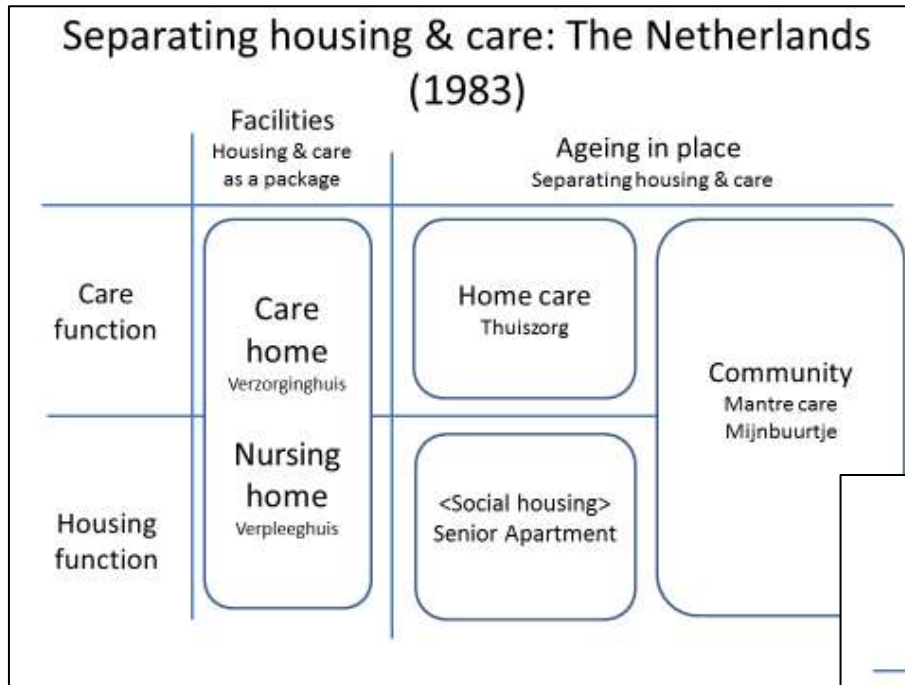 Separating housing & care: The Netherlands
(1983)
Facilities
Housing & care
as a package
Ageing in place
Separating housing & care
Care
function
Care
home
Verzorginghuis
Nursing
home
Verpleeghuis
Home care
Thuiszorg
Community
Mantre care
Mijnbuurtje
Housing
function
<Social housing>
Senior Apartment